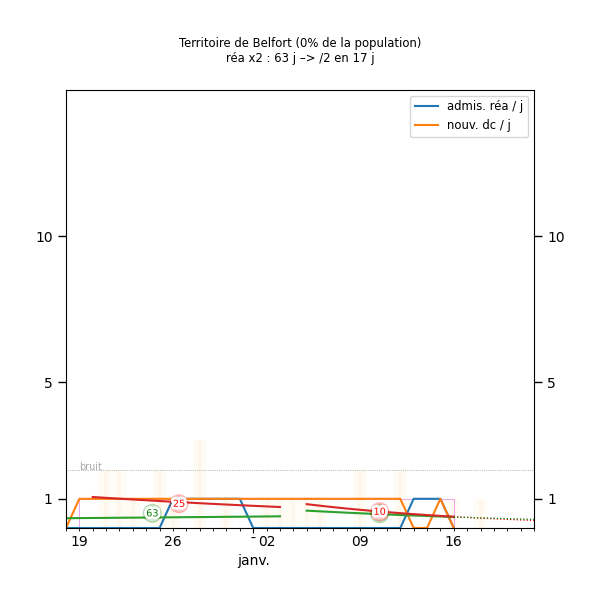 Territoire de Belfort (0% de la population)
réa x2 : 63 j –> /2 en 17 j
admis. réa / j
nouv. dc / j
10
10
5
5
bruit
1
1
25
63
10
19
26
02
09
16
janv.